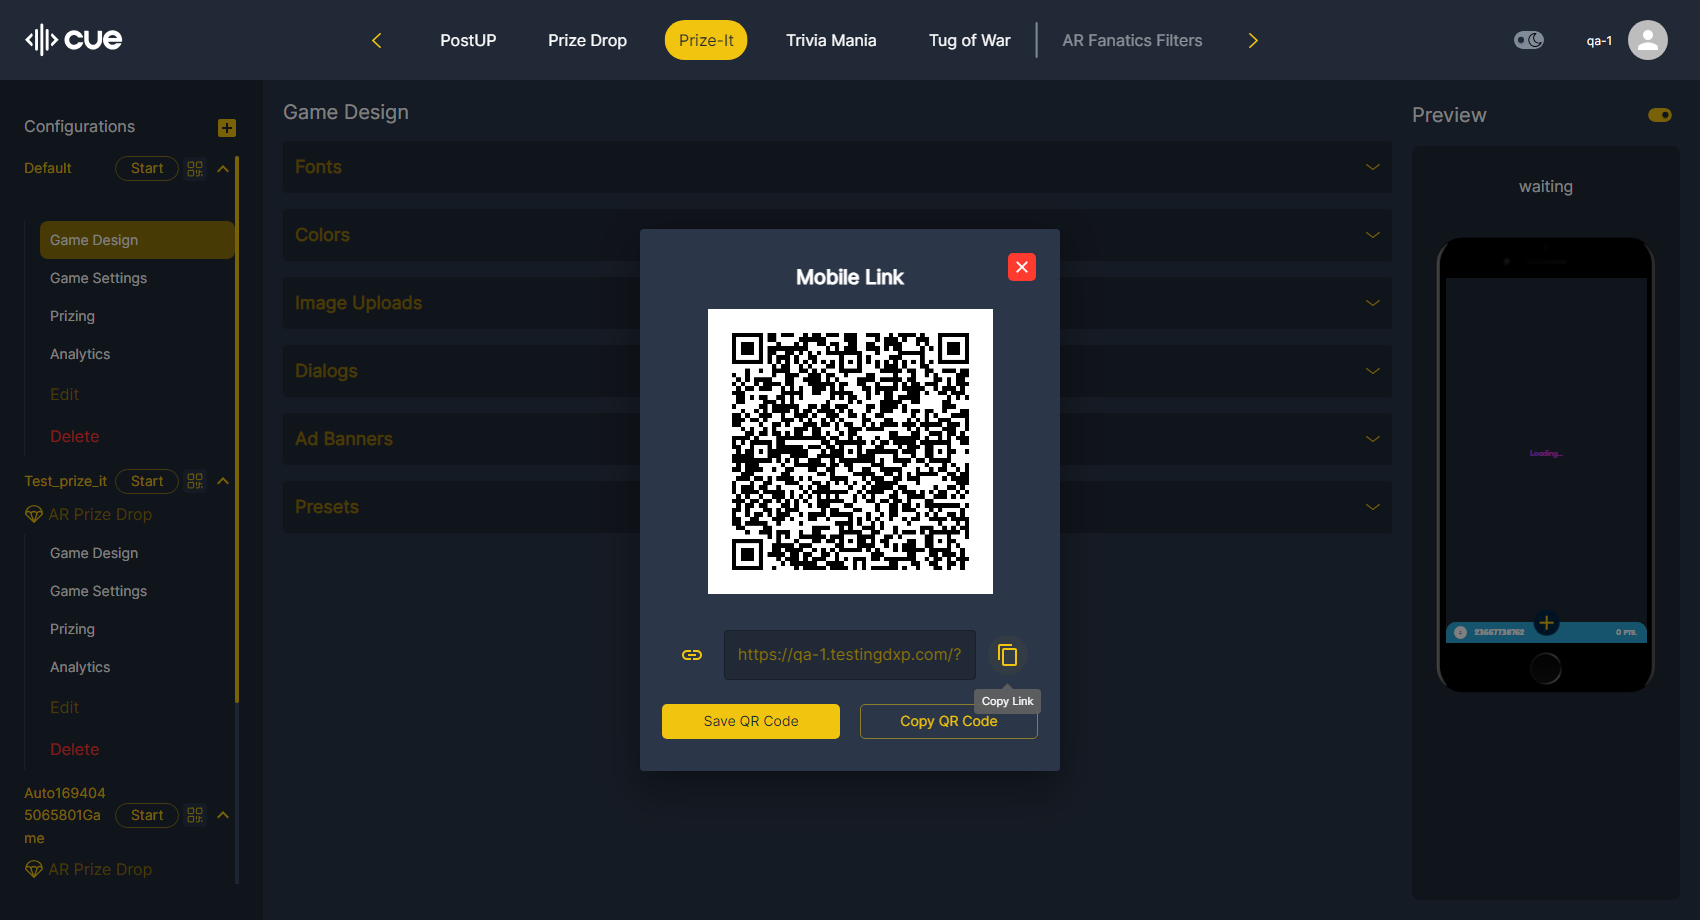 cue
PostUP
Prize Drop
Prize-It
Trivia Mania
Tug of War
AR Fanatics Filters
qa-1
Configurations
Default
Start
Game Design
Game Settings
Prizing
Analytics
Edit
Delete
Test_prize_it
Start
AR Prize Drop
Game Design
Game Settings
Prizing
Analytics
Edit
Delete
Auto169404
5065801Ga
me
Start
AR Prize Drop
Game Design
Fonts
Colors
Image Uploads
Dialogs
Ad Banners
Presets
Mobile Link
https://qa-1.testingdxp.com/?
Copy Link
Save QR Code
Copy QR Code
Preview
waiting
Loading...
23667738762
0 PTS.